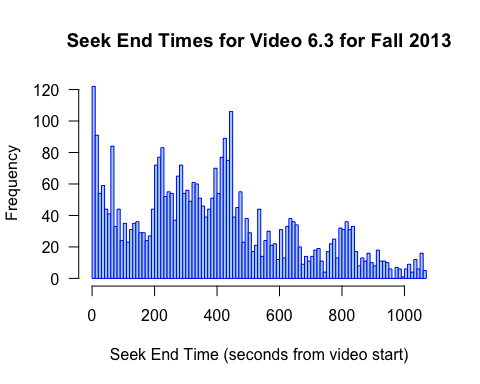 Seek End Times for Video 6.3 for Fall 2013
Frequency
120
100
80
60
40
20
0
0 200 400 600 800 1000
Seek End Time (seconds from video start)